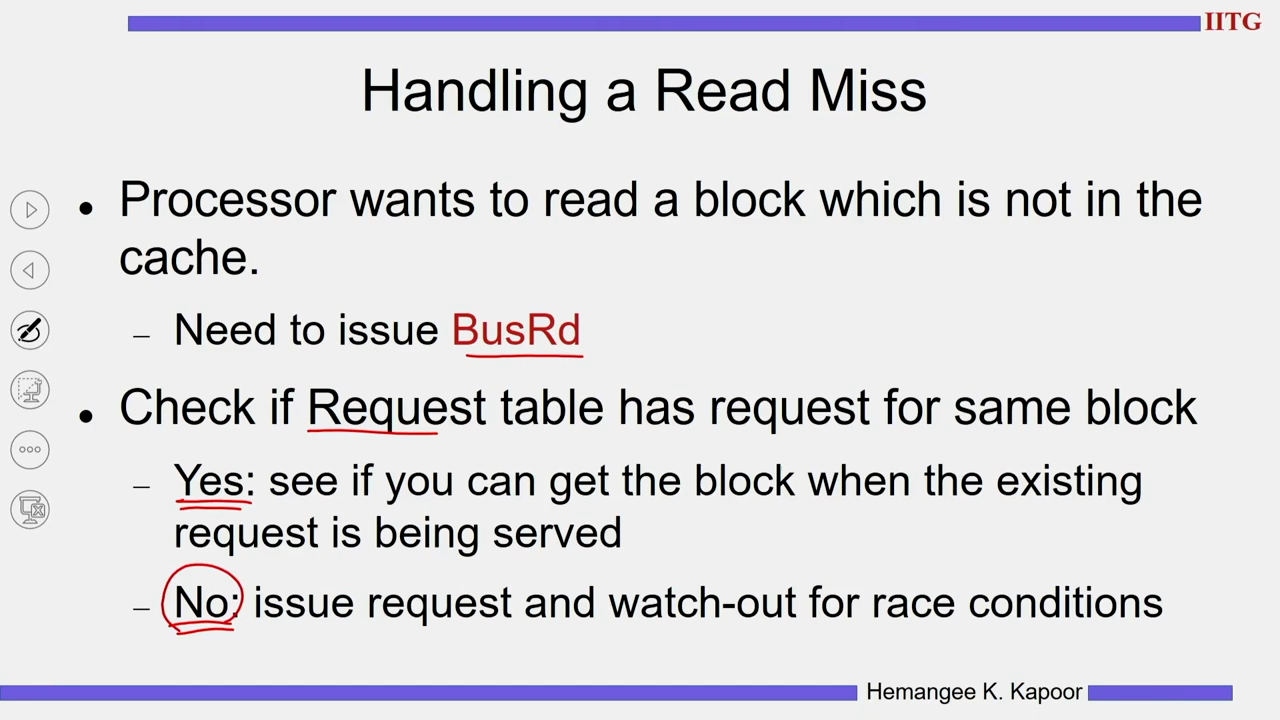 IITG
Handling a Read Miss
● Processor wants to read a block which is not in the
cache.
– Need to issue BusRd
● Check if Request table has request for same block
– Yes: see if you can get the block when the existing
request is being served
– No: issue request and watch-out for race conditions
Hemangee K. Kapoor